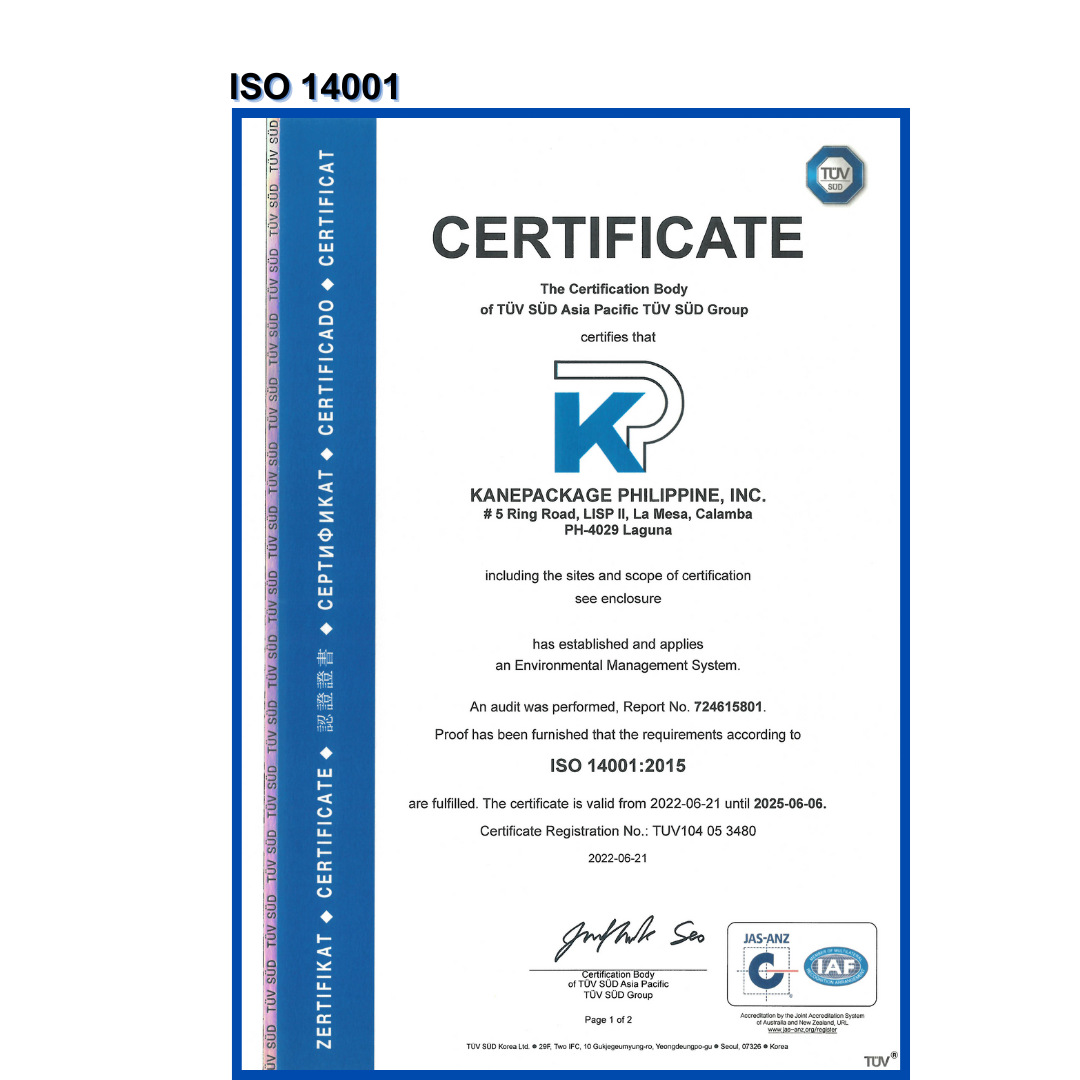 ISO 14001
TÜV SÜD TÜV SÜD TÜV SÜD TÜV SÜD TÜV SÜD TÜV SÜD TÜV SÜD TÜV SÜD TÜV SÜD TÜV SÜD TÜV SÜD TÜV SÜD TÜV SÜD TÜV SÜD
ZERTIFIKAT ◆ CERTIFICATE ◆ 認證證書 ◆ СЕРТИФИКАТ ◆ CERTIFICADO ◆ CERTIFICAT
TÜV
SÜD
CERTIFICATE
The Certification Body
of TÜV SÜD Asia Pacific TÜV SÜD Group
certifies that
KP
KANEPACKAGE PHILIPPINE, INC.
# 5 Ring Road, LISP II, La Mesa, Calamba
PH-4029 Laguna
including the sites and scope of certification
see enclosure
has established and applies
an Environmental Management System.
An audit was performed, Report No. 724615801.
Proof has been furnished that the requirements according to
ISO 14001:2015
are fulfilled. The certificate is valid from 2022-06-21 until 2025-06-06.
Certificate Registration No.: TUV104 05 3480
2022-06-21
Certification Body
of TÜV SÜD Asia Pacific
TÜV SÜD Group
Page 1 of 2
JAS-ANZ
MEMBER OF MULTILATERAL
IAF
RECOGNITION ARRANGEMENT
Accreditation by the Joint Accreditation System
of Australia and New Zealand, URL
www.jas-anz.org/register
TÜV SÜD Korea Ltd. ● 29F, Two IFC, 10 Gukjegeumyung-ro, Yeongdeungpo-gu ● Seoul, 07326 ● Korea
TÜV®